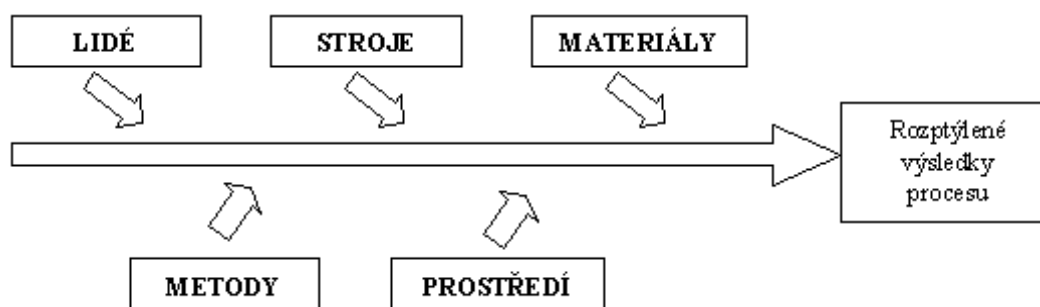 LIDÉ
STROJE
MATERIÁLY
Rozptýlené
výsledky
procesu
METODY
PROSTŘEDÍ